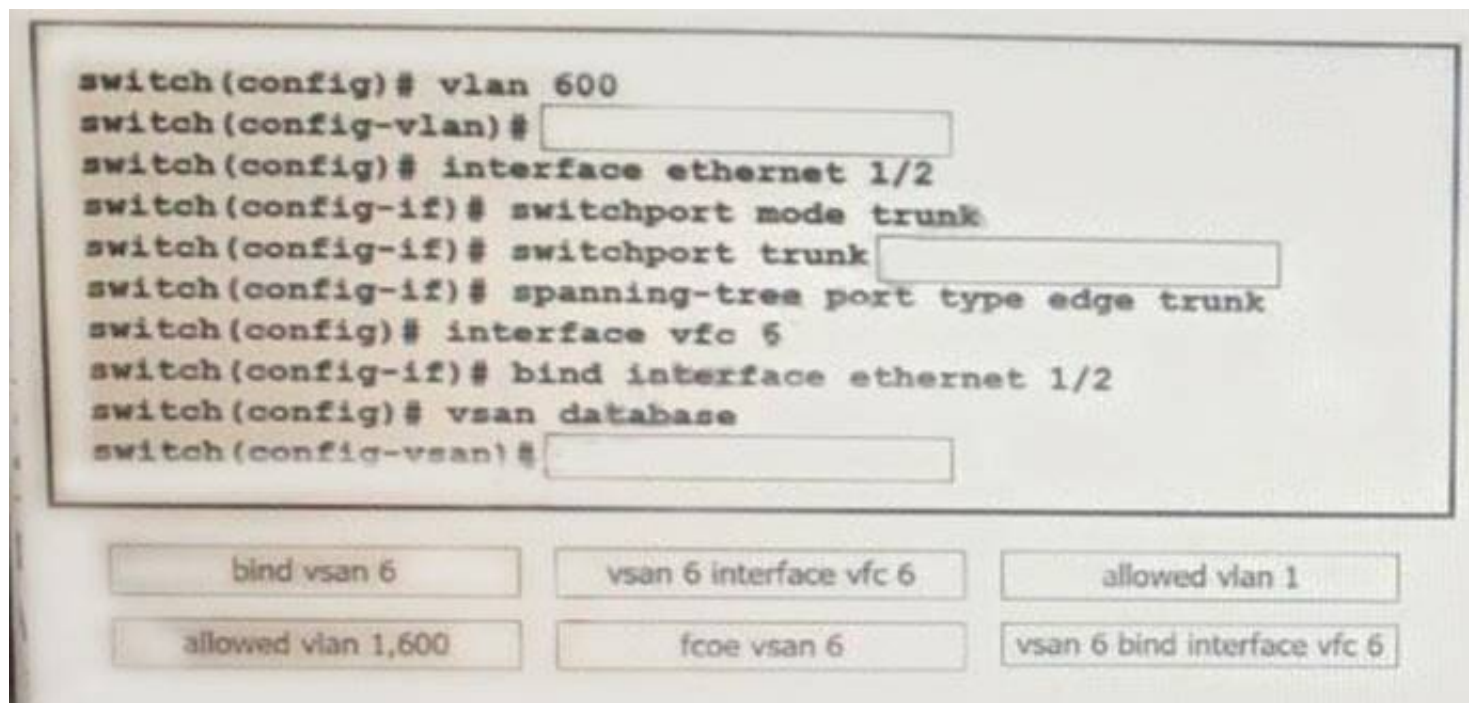 switch(config)# vlan 600
switch(config-vlan)#
switch(config)# interface ethernet 1/2
switch(config-if)# switchport mode trunk
switch(config-if)# switchport trunk
switch(config-if)# spanning-tree port type edge trunk
switch(config)# interface vfc 6
switch(config-if)# bind interface ethernet 1/2
switch(config)# vsan database
switch(config-vsan)#
bind vsan 6
vsan 6 interface vfc 6
allowed vlan 1
allowed vlan 1,600
fcoe vsan 6
vsan 6 bind interface vfc 6